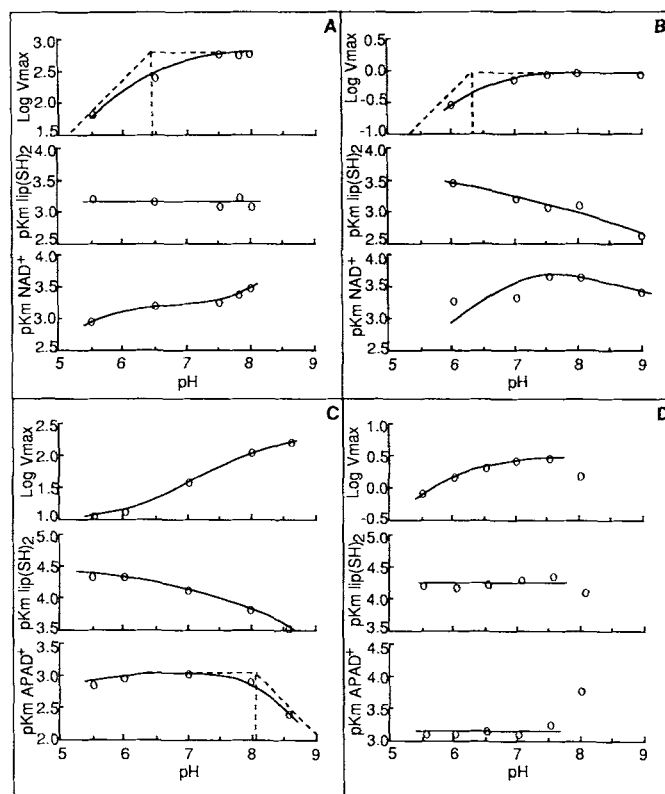 A
Log Vmax
3.0
2.5
2.0
1.5
pKm lip(SH)2
4.0
3.5
3.0
2.5
pKm NAD+
4.0
3.5
3.0
2.5
5 6 7 8 9
pH
B
Log Vmax
0.5
0.0
-0.5
-1.0
pKm lip(SH)2
4.0
3.5
3.0
2.5
pKm NAD+
4.0
3.5
3.0
2.5
5 6 7 8 9
pH
C
Log Vmax
2.5
2.0
1.5
1.0
pKm lip(SH)2
5.0
4.5
4.0
3.5
pKm APAD+
3.5
3.0
2.5
2.0
5 6 7 8 9
pH
D
Log Vmax
1.0
0.5
0.0
-0.5
pKm lip(SH)2
5.0
4.5
4.0
3.5
pKm APAD+
4.5
4.0
3.5
3.0
5 6 7 8 9
pH